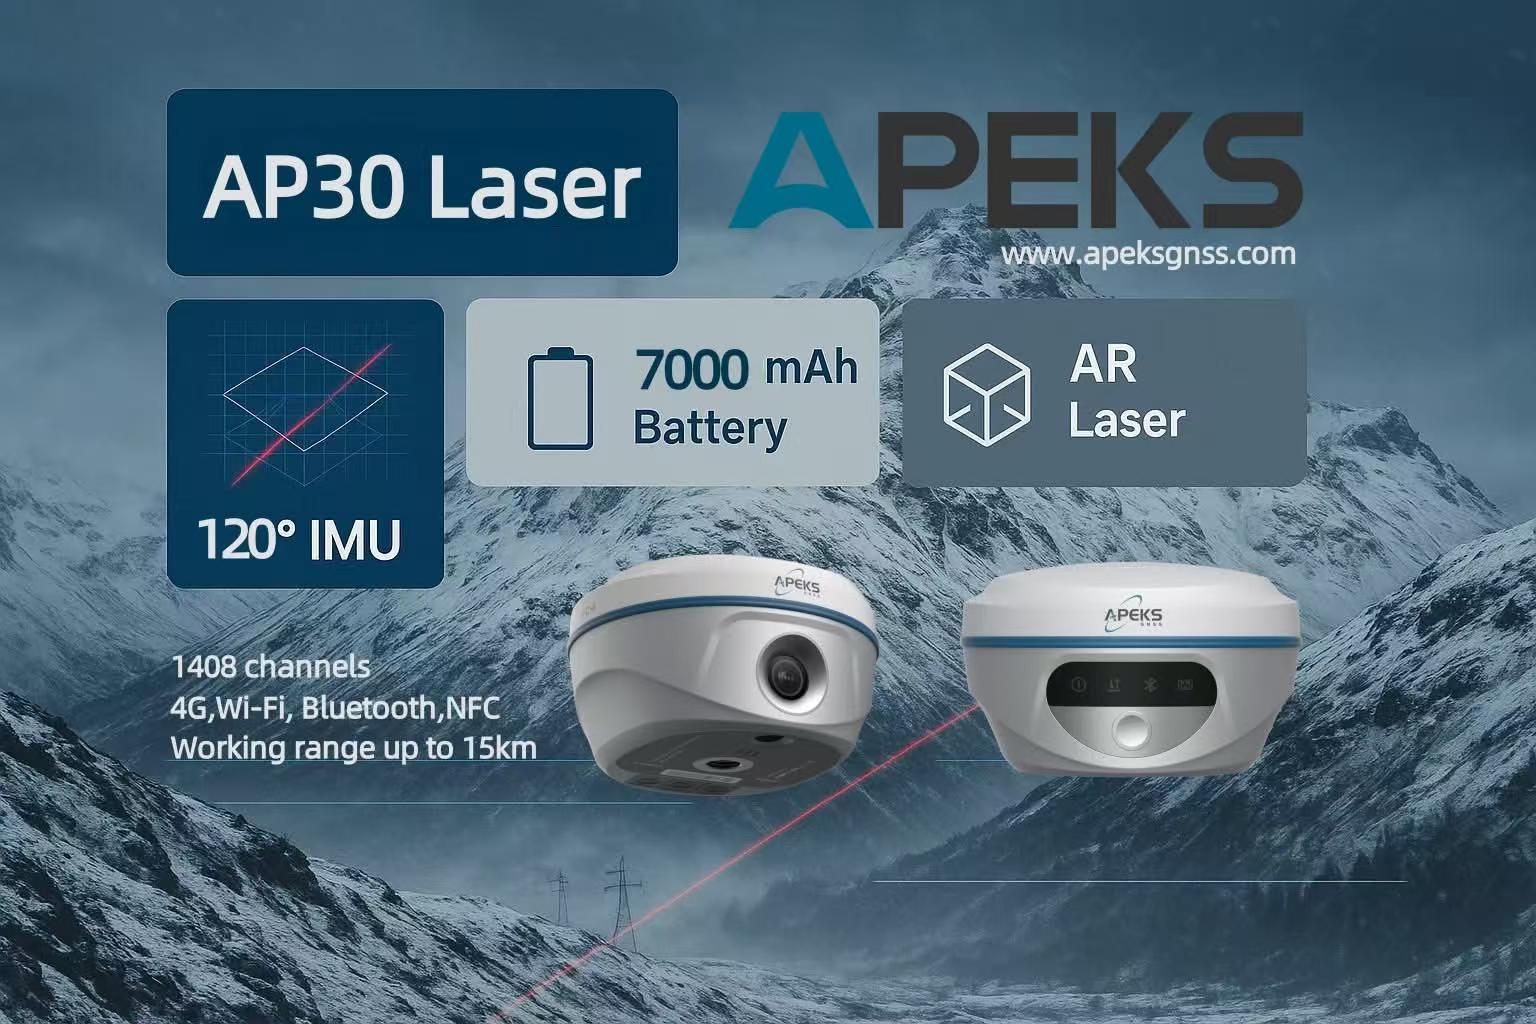 AP30 Laser
APEKS
www.apeksgnss.com
120° IMU
7000 mAh
Battery
AR
Laser
1408 channels
4G,Wi-Fi, Bluetooth,NFC
Working range up to 15km
APEKS
APEKS
GNSS